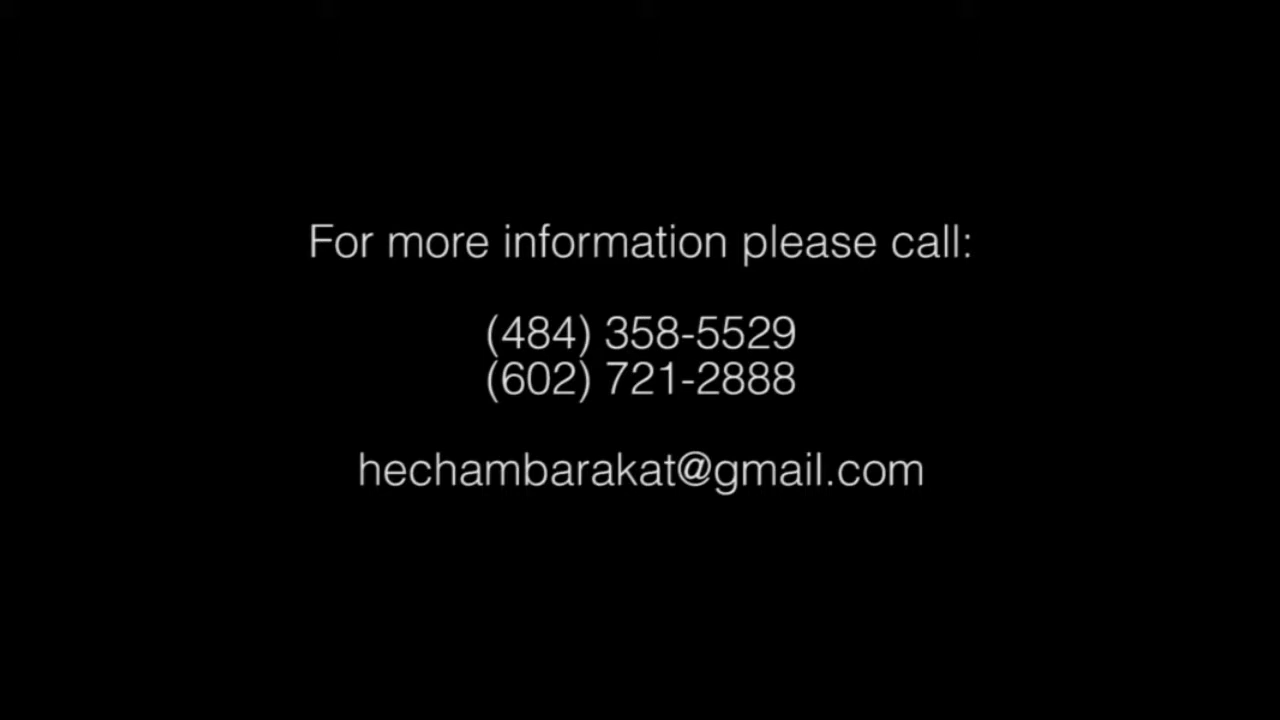 For more information please call:
(484) 358-5529
(602) 721-2888
hechambarakat@gmail.com